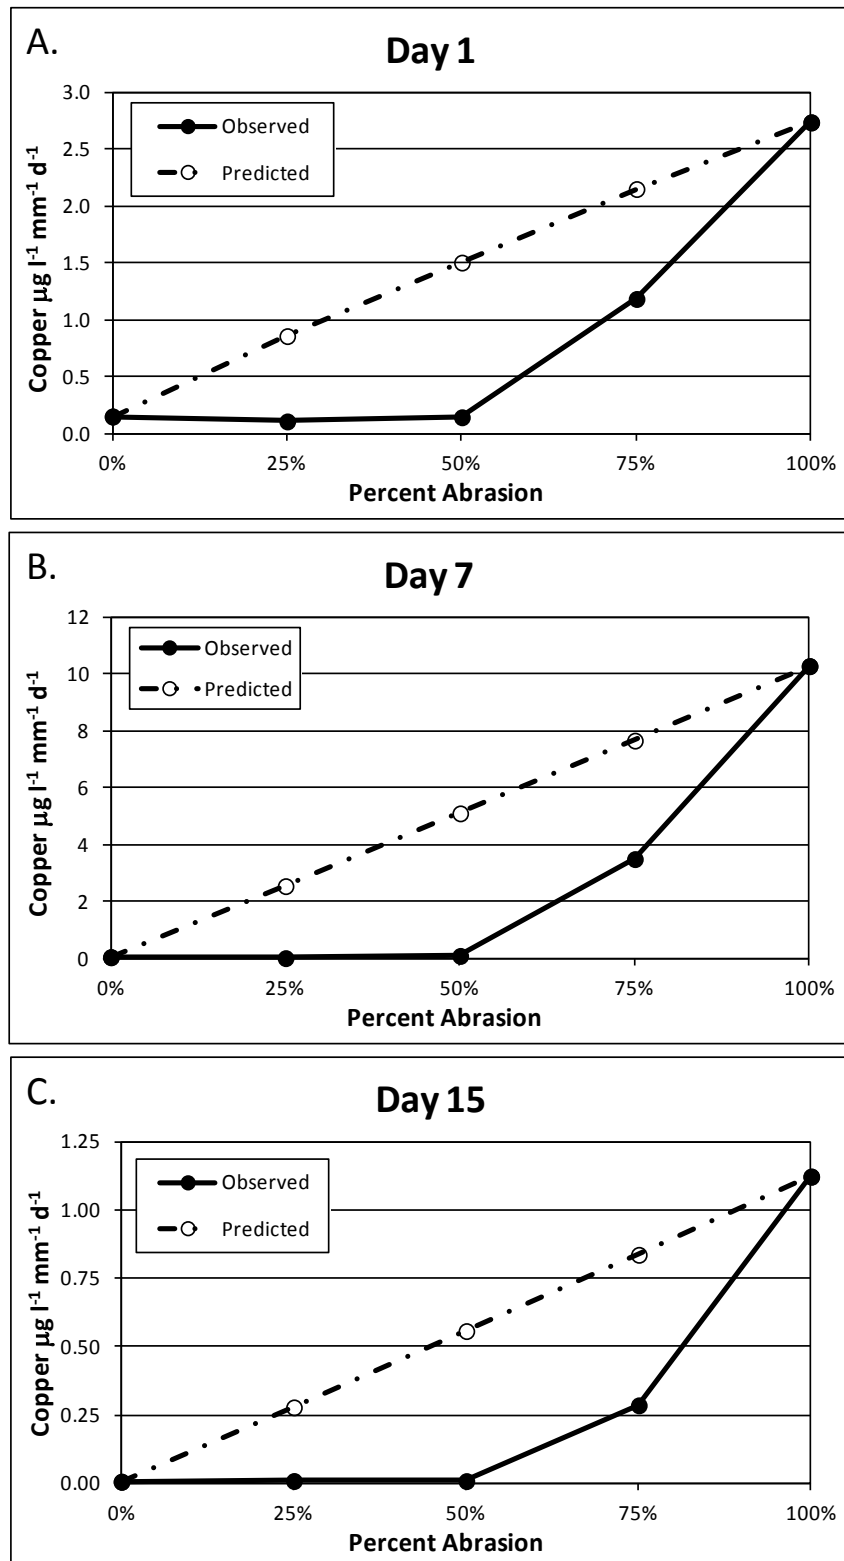 A.
Day 1
3.0
Observed
2.5
Predicted
2.0
1.5
1.0
0.5
0.0
Copper µg l⁻¹ mm⁻¹ d⁻¹
0% 25% 50% 75% 100%
Percent Abrasion
B.
Day 7
12
Observed
10
Predicted
8
6
4
2
0
Copper µg l⁻¹ mm⁻¹ d⁻¹
0% 25% 50% 75% 100%
Percent Abrasion
C.
Day 15
1.25
Observed
1.00
Predicted
0.75
0.50
0.25
0.00
Copper µg l⁻¹ mm⁻¹ d⁻¹
0% 25% 50% 75% 100%
Percent Abrasion